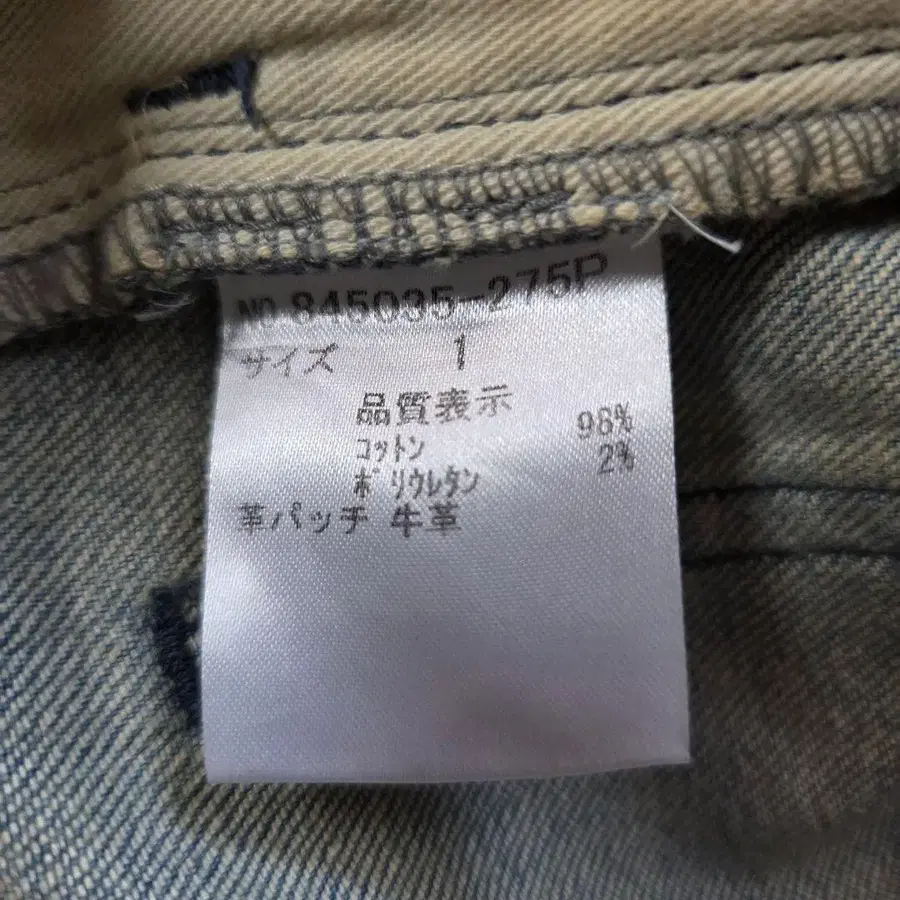 NO.845035-275P
サイズ 1
品質表示
コットン 98%
ポリウレタン 2%
革パッチ 牛革